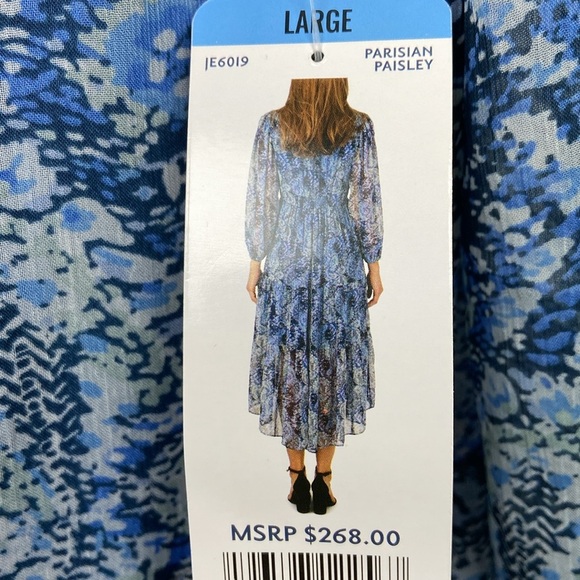 LARGE
JE6019
PARISIAN
PAISLEY
MSRP $268.00